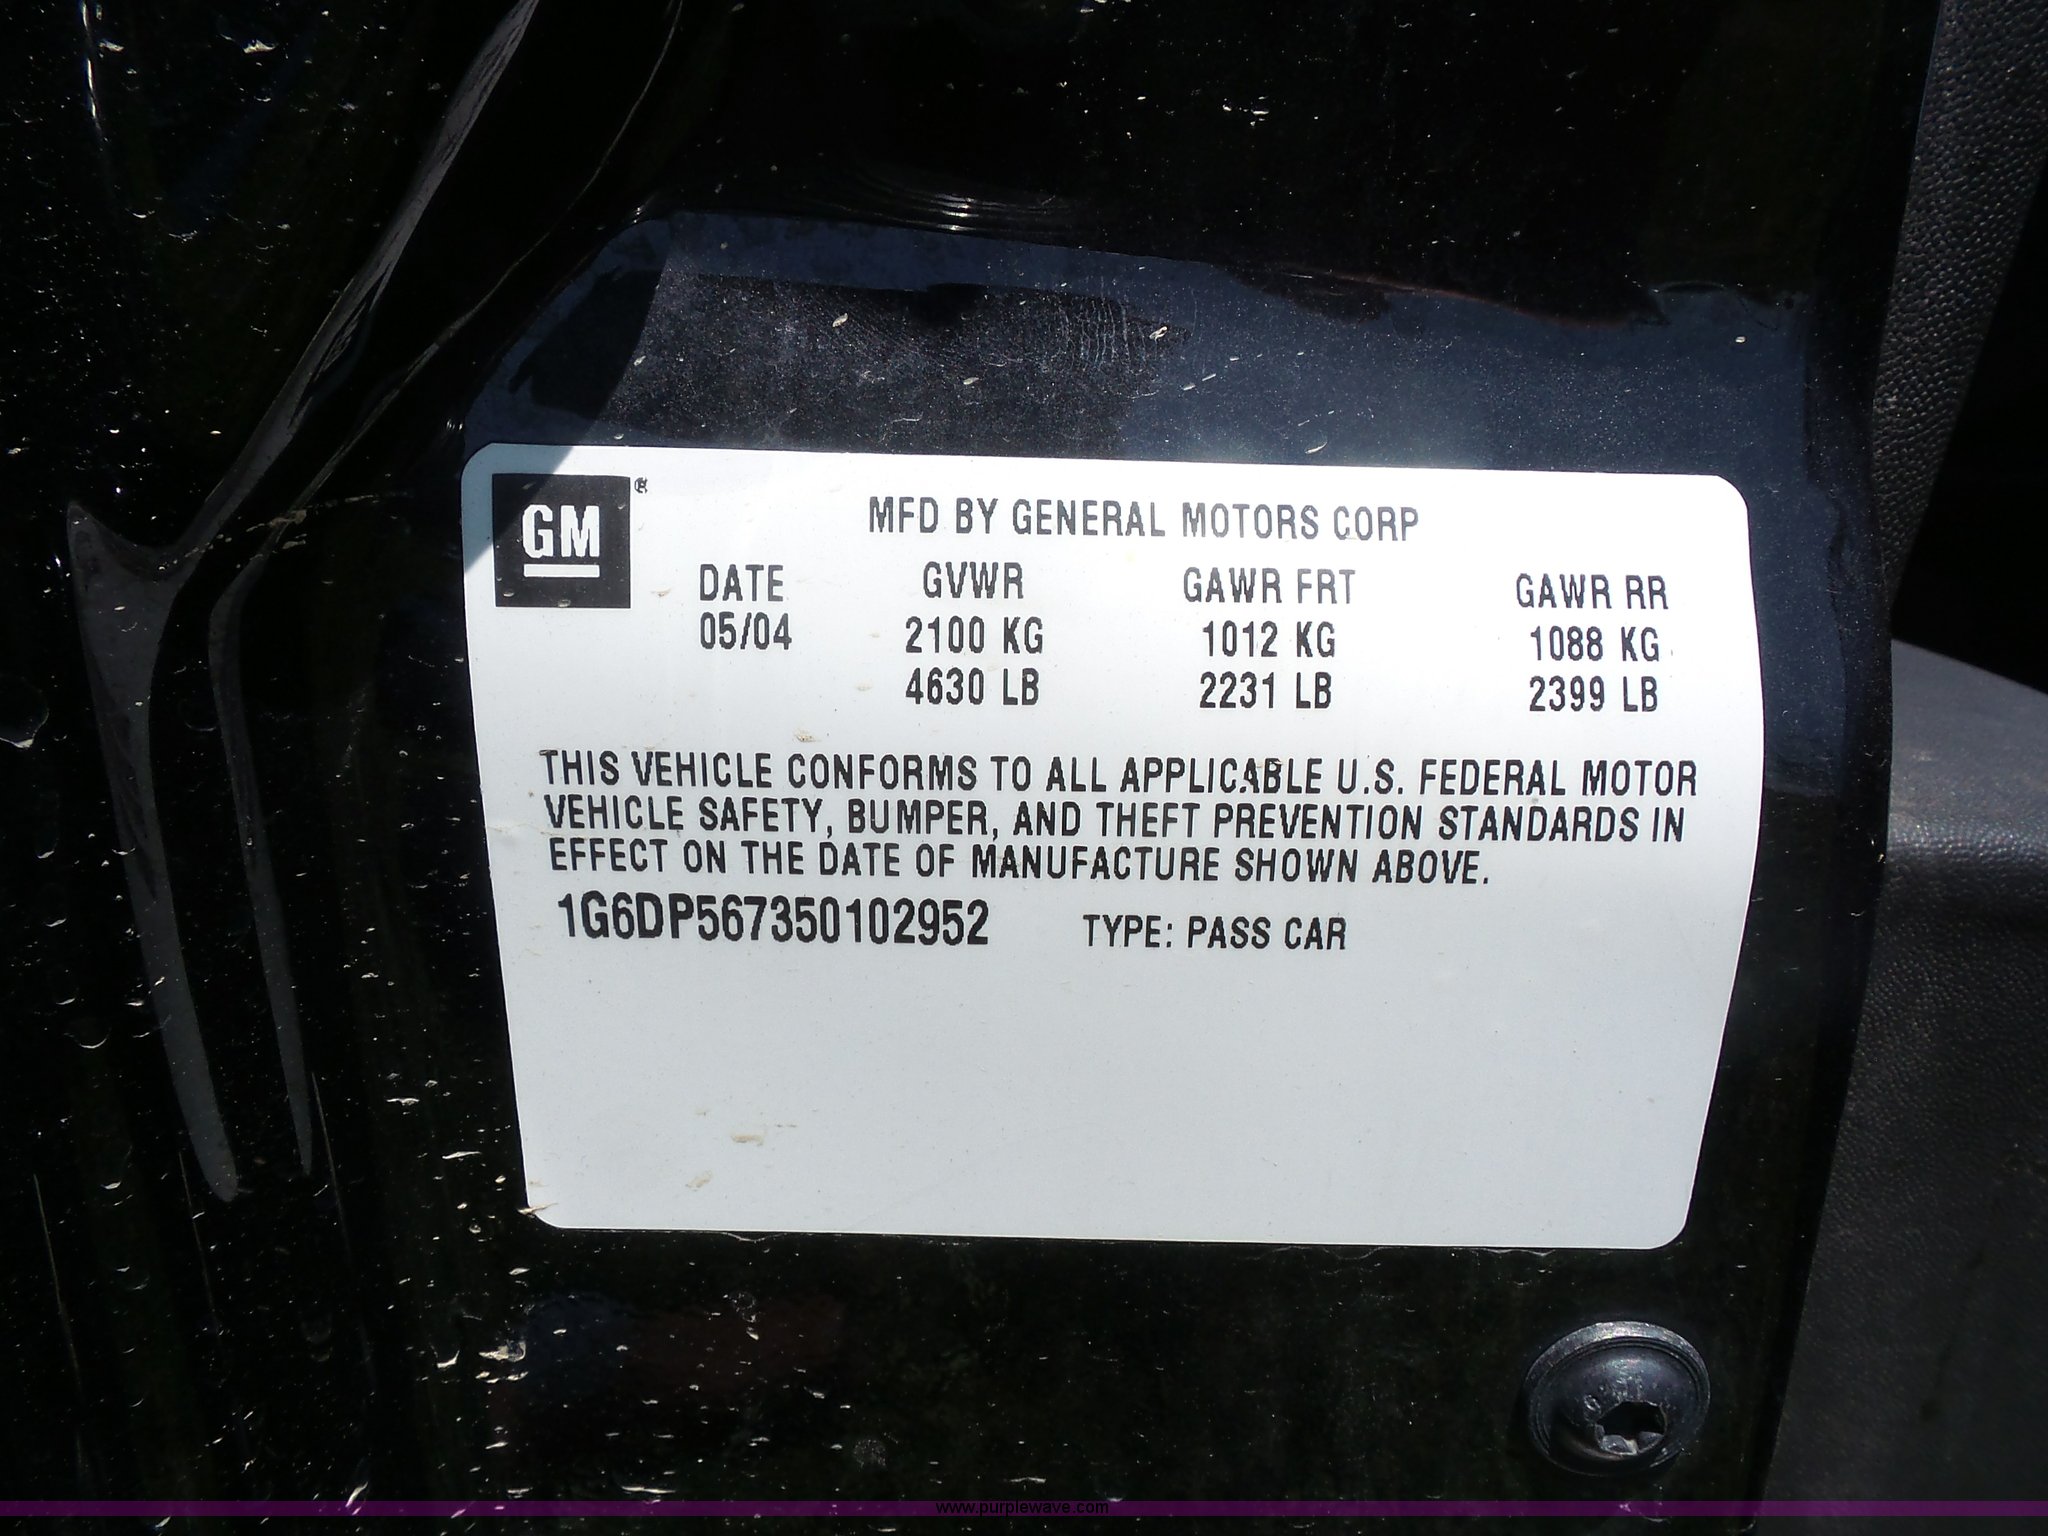 GM ®
MFD BY GENERAL MOTORS CORP
DATE GVWR GAWR FRT GAWR RR
05/04 2100 KG 1012 KG 1088 KG
4630 LB 2231 LB 2399 LB
THIS VEHICLE CONFORMS TO ALL APPLICABLE U.S. FEDERAL MOTOR
VEHICLE SAFETY, BUMPER, AND THEFT PREVENTION STANDARDS IN
EFFECT ON THE DATE OF MANUFACTURE SHOWN ABOVE.
1G6DP567350102952 TYPE: PASS CAR
www.purplewave.com